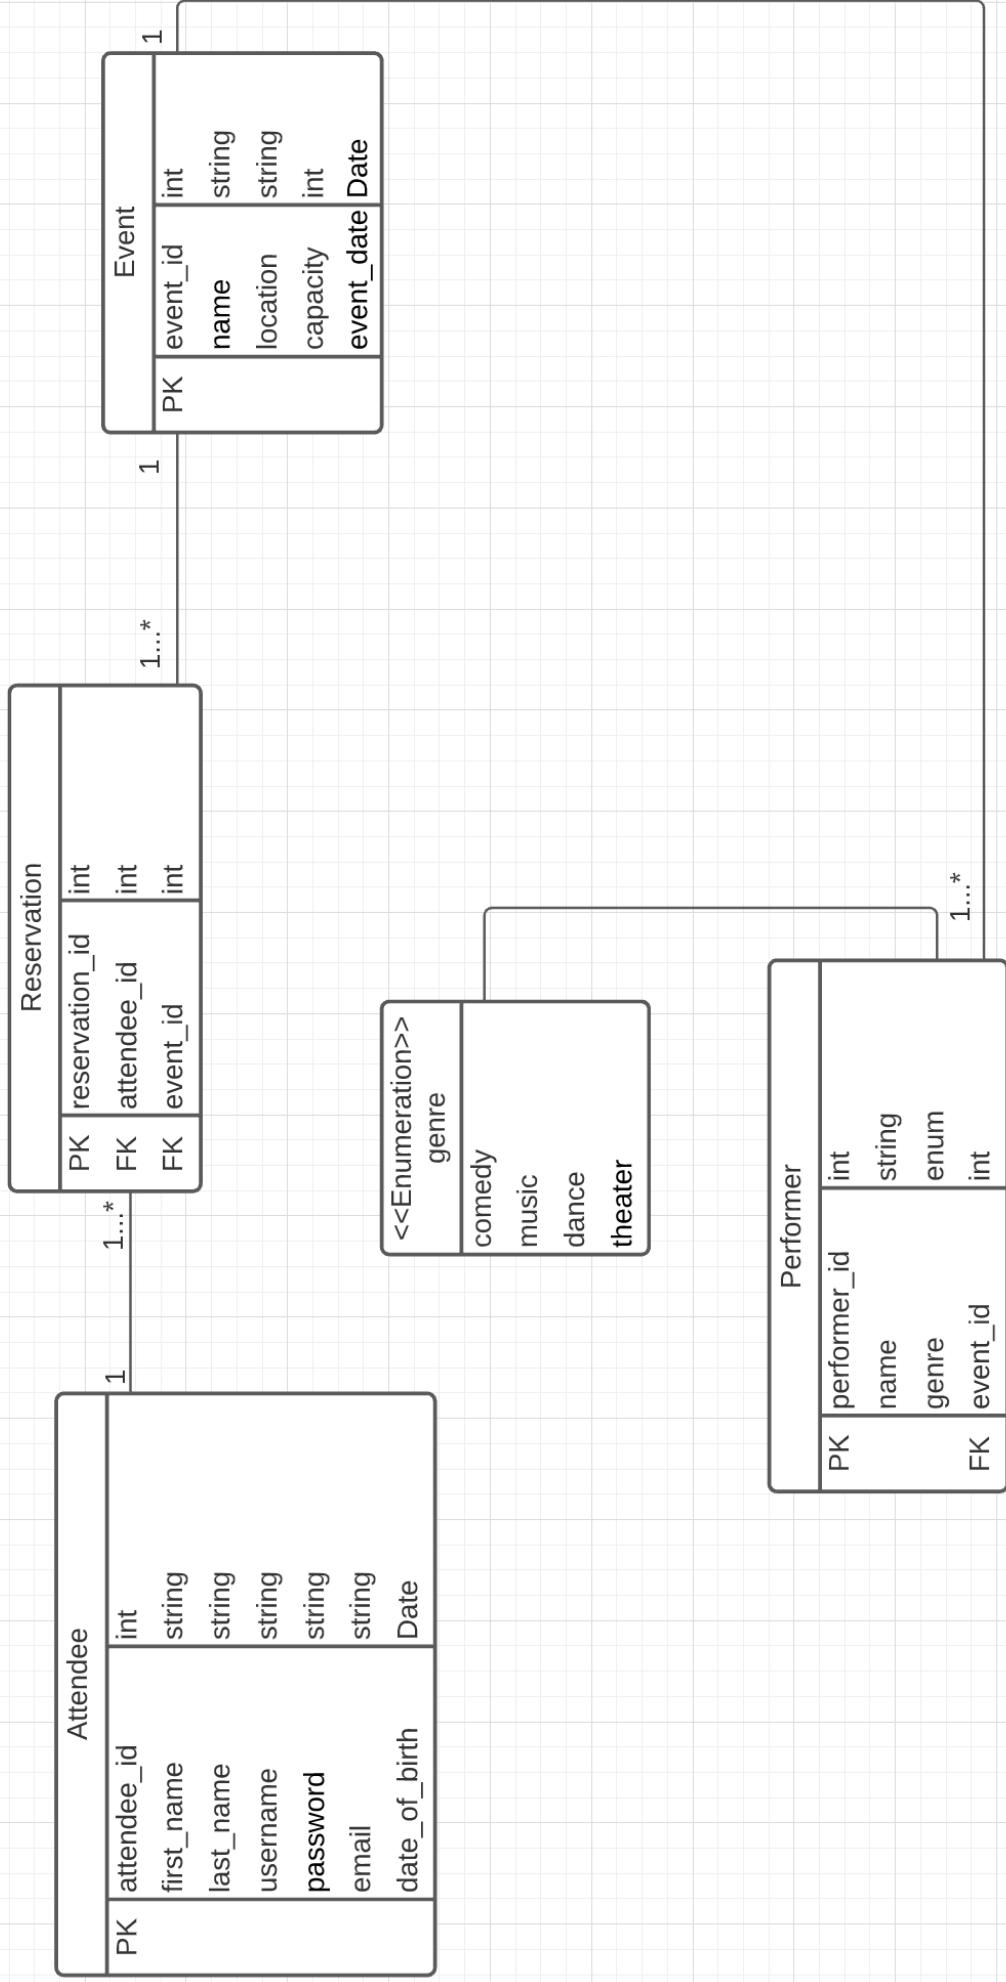 Attendee
PK attendee_id int
first_name string
last_name string
username string
password string
email string
date_of_birth Date
1
1...*
Reservation
PK reservation_id int
FK attendee_id int
FK event_id int
1...*
1
Event
PK event_id int
name string
location string
capacity int
event_date Date
1
<<Enumeration>>
genre
comedy
music
dance
theater
1...*
Performer
PK performer_id int
name string
genre enum
FK event_id int